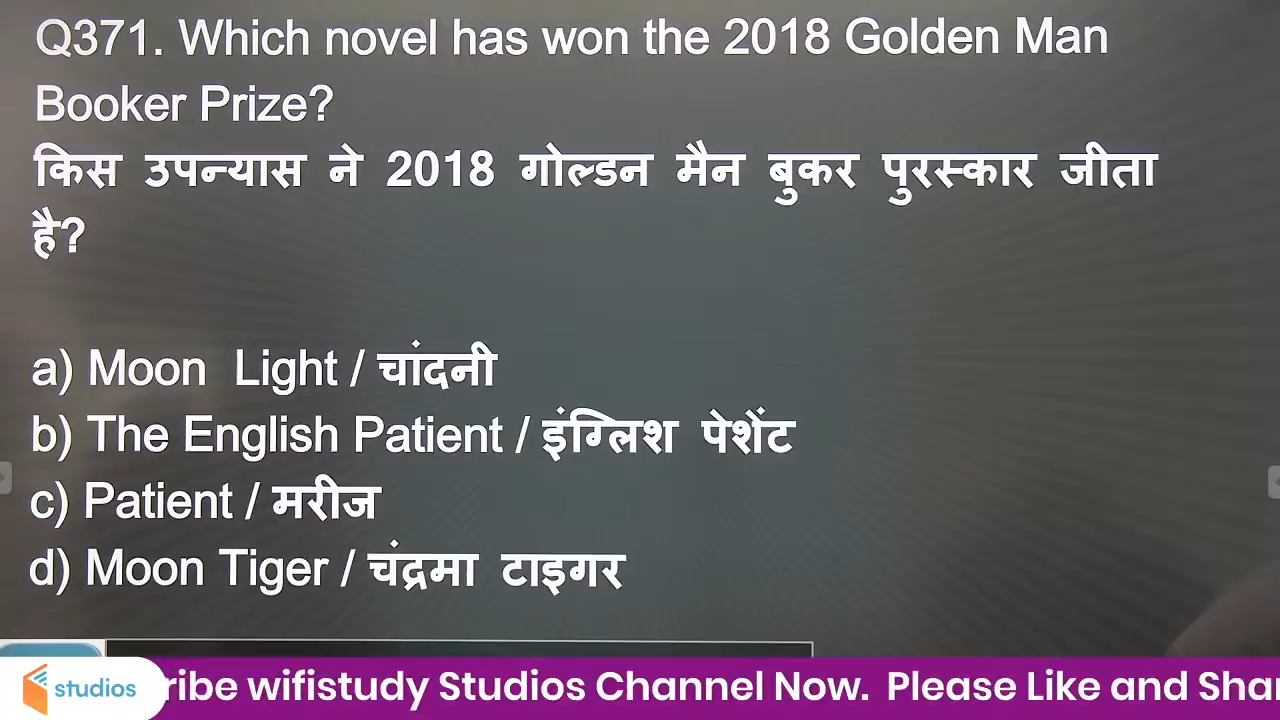 Q371. Which novel has won the 2018 Golden Man
Booker Prize?
किस उपन्यास ने 2018 गोल्डन मैन बुकर पुरस्कार जीता
है?
a) Moon Light / चांदनी
b) The English Patient / इंग्लिश पेशेंट
c) Patient / मरीज
d) Moon Tiger / चंद्रमा टाइगर
studios
ribe wifistudy Studios Channel Now. Please Like and Shar